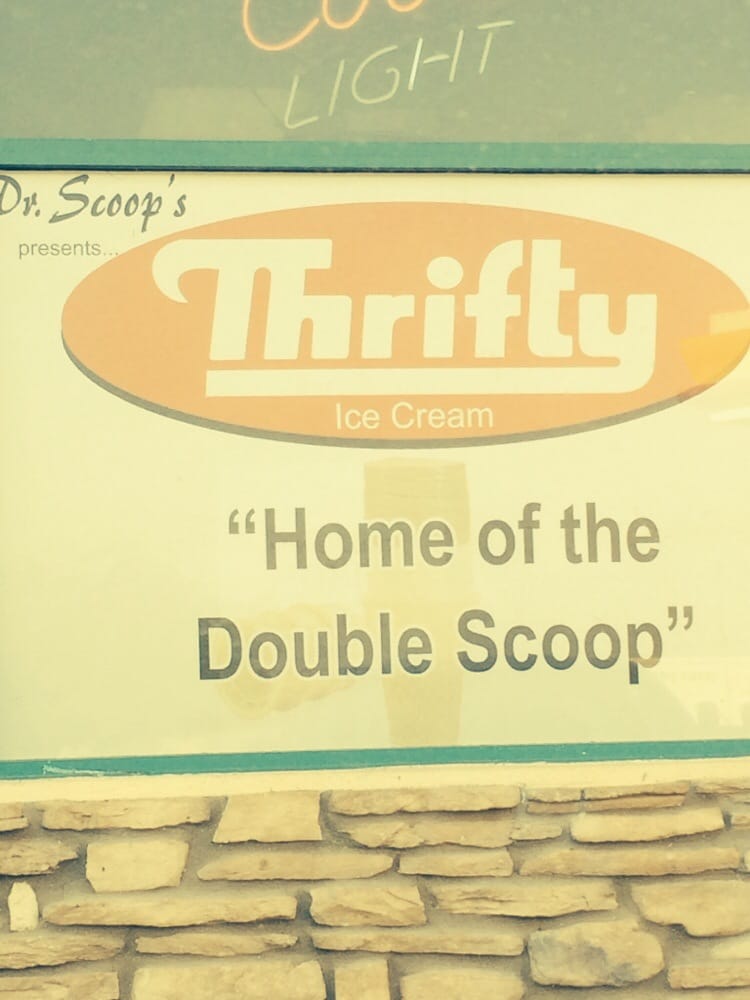 LIGHT
Dr. Scoop's
presents...
Thrifty
Ice Cream
“Home of the
Double Scoop”